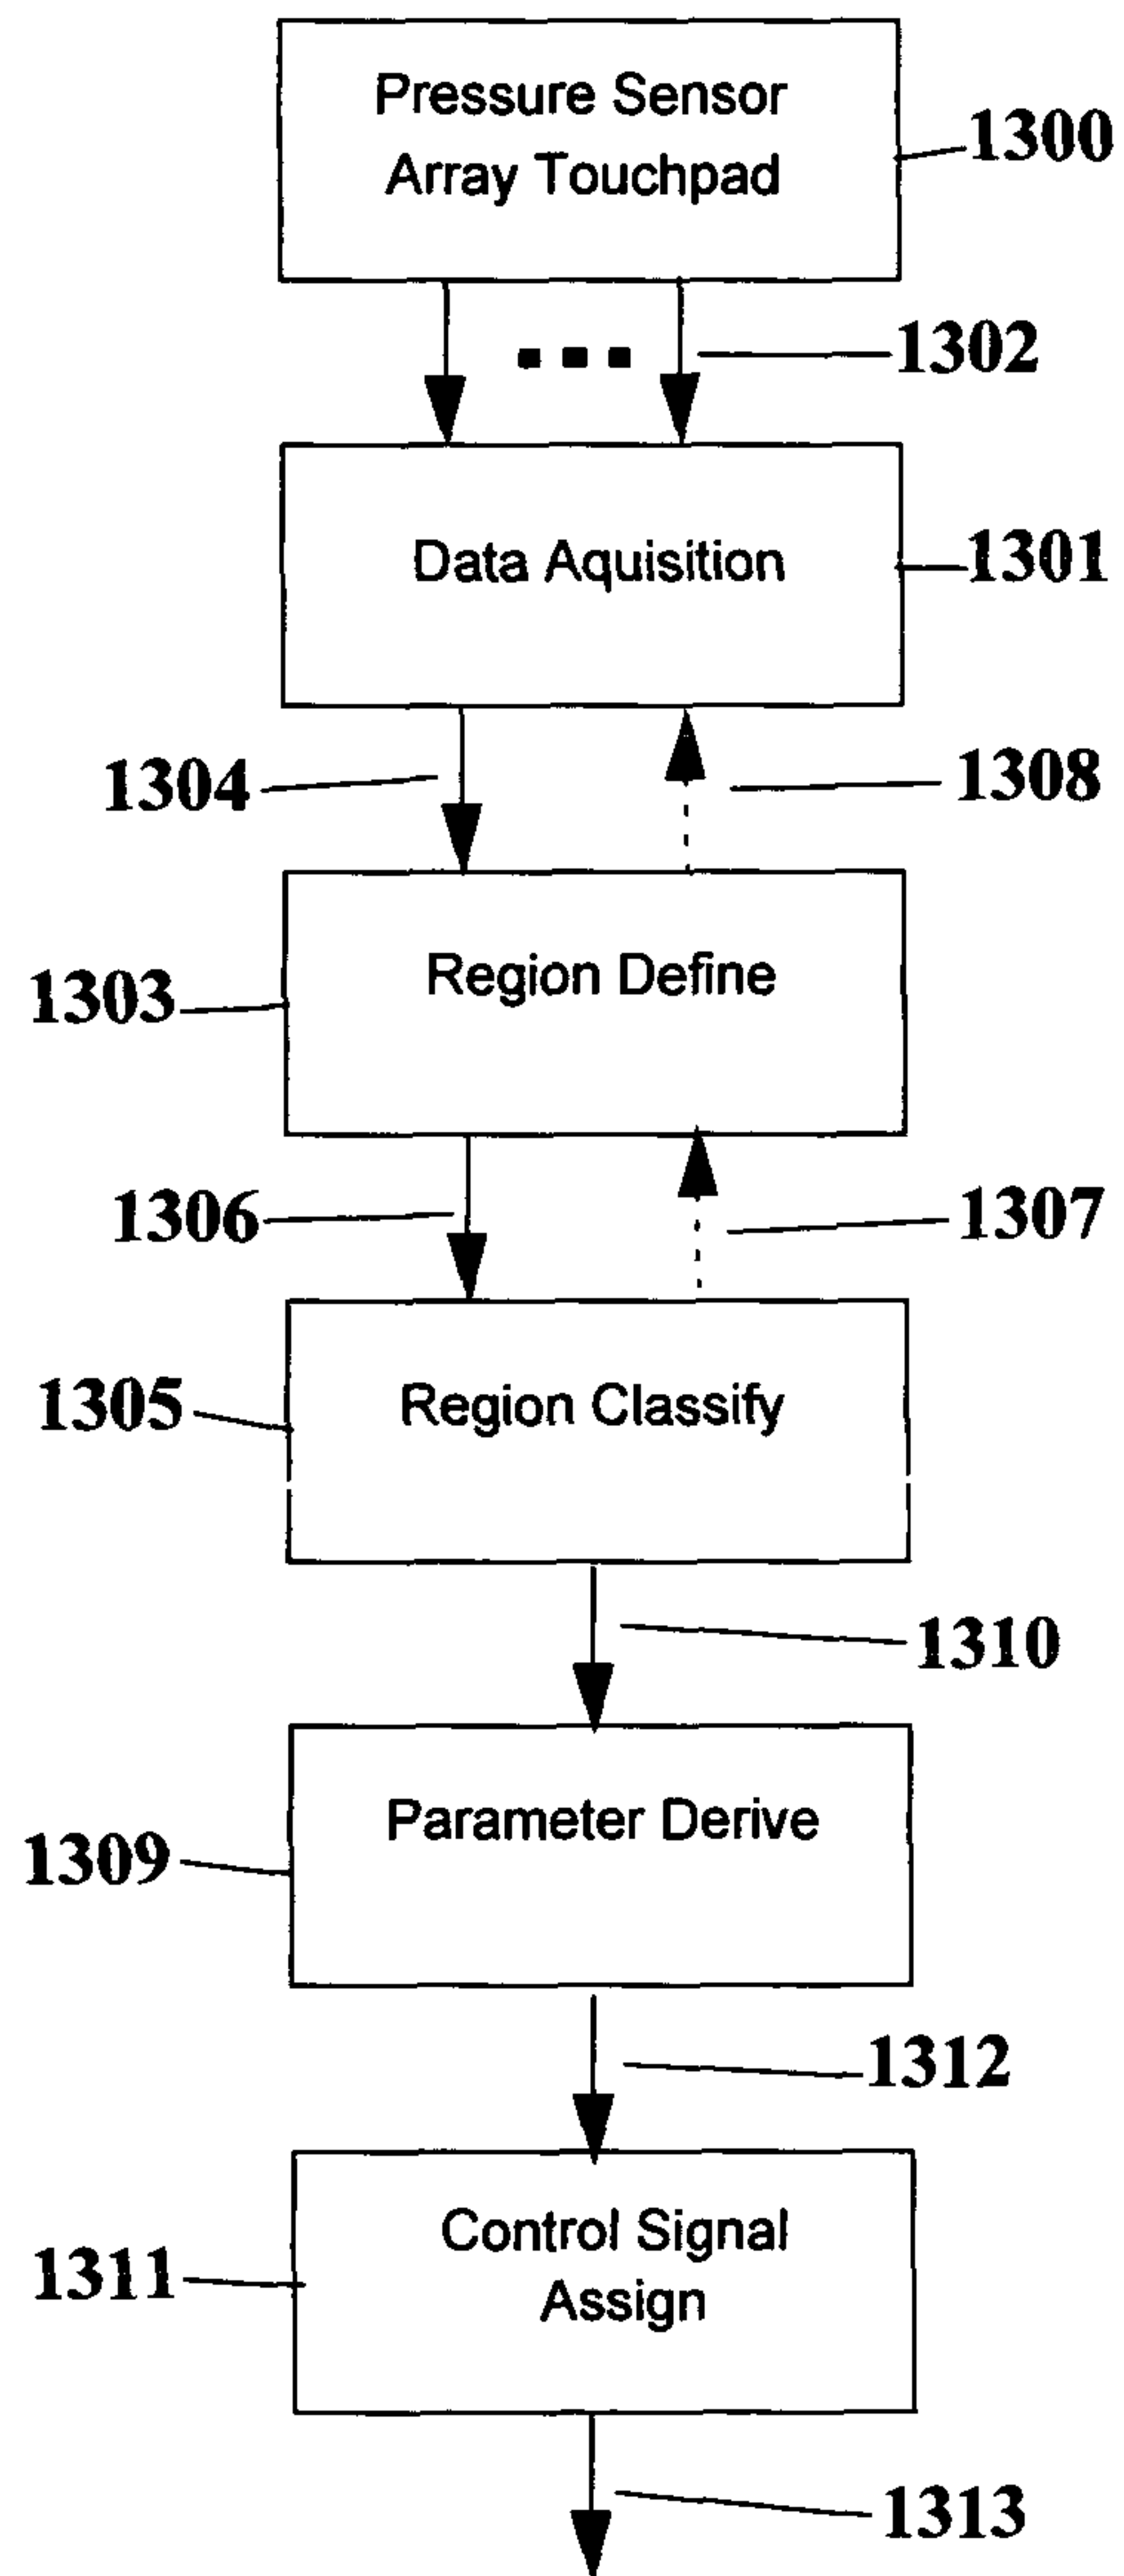 Pressure Sensor
Array Touchpad
1300
1302
Data Aquisition
1301
1304
1308
Region Define
1303
1306
1307
Region Classify
1305
1310
Parameter Derive
1309
1312
Control Signal
Assign
1311
1313